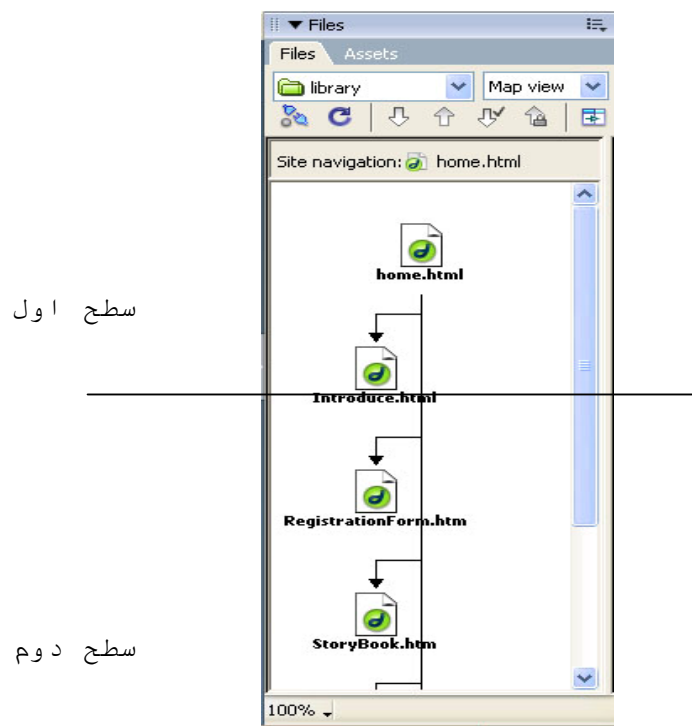 Files
Files Assets
library Map view
Site navigation: home.html
home.html
سطح اول
Introduce.html
RegistrationForm.htm
StoryBook.htm
سطح دوم
100%